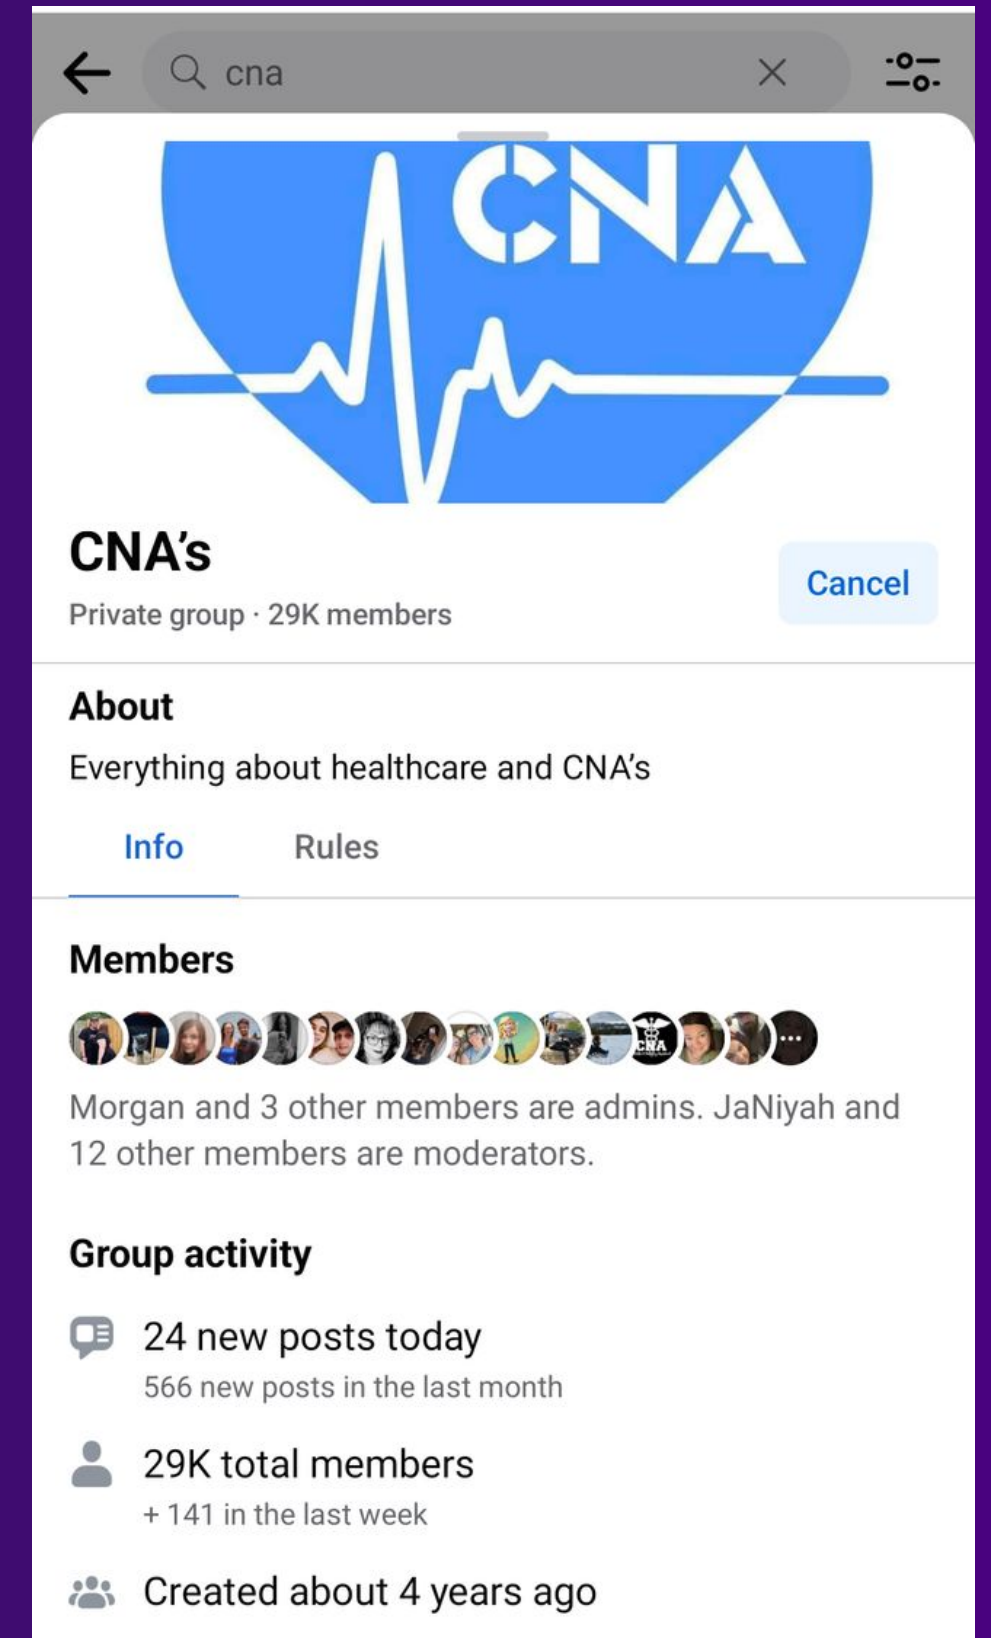 cna
CNA
CNA’s
Cancel
Private group · 29K members
About
Everything about healthcare and CNA’s
Info
Rules
Members
CNA
Morgan and 3 other members are admins. JaNiyah and
12 other members are moderators.
Group activity
24 new posts today
566 new posts in the last month
29K total members
+ 141 in the last week
Created about 4 years ago